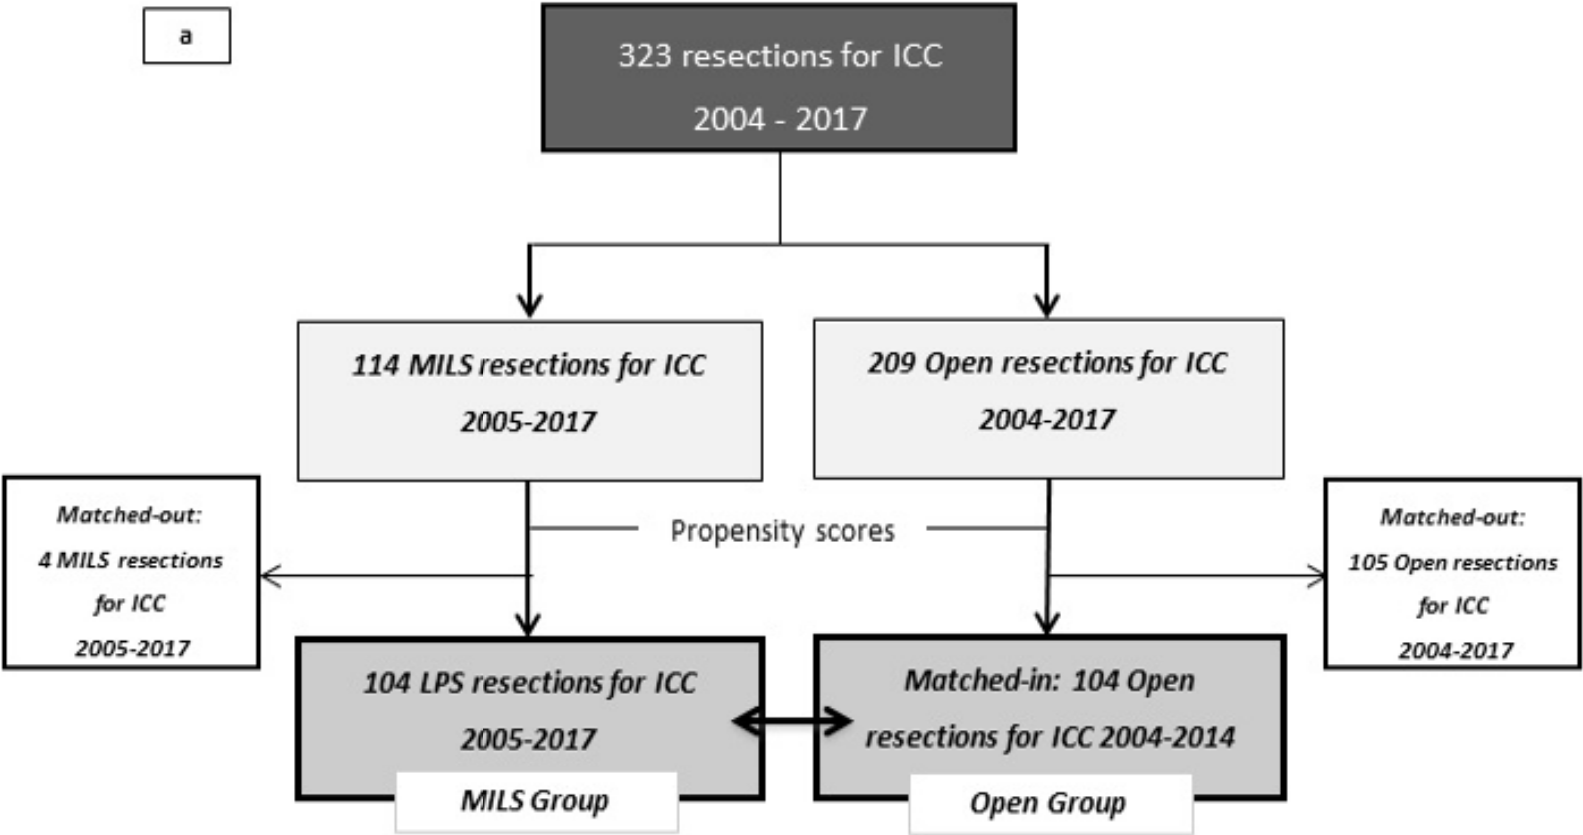 a
323 resections for ICC
2004 - 2017
114 MILS resections for ICC
2005-2017
209 Open resections for ICC
2004-2017
Propensity scores
Matched-out:
4 MILS resections
for ICC
2005-2017
Matched-out:
105 Open resections
for ICC
2004-2017
104 LPS resections for ICC
2005-2017
MILS Group
Matched-in: 104 Open
resections for ICC 2004-2014
Open Group